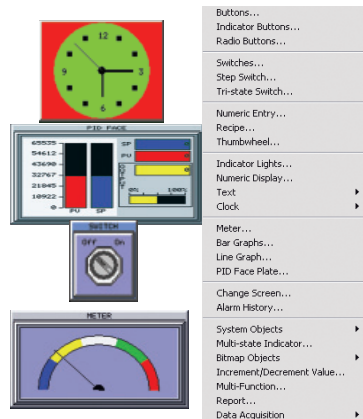 12
9
3
6
PID FACE
65535
54612
43690
32767
21845
10922
0
PV
SP
SP
0
PV
0
0
0%
100%
SWITCH
Off
On
METER
Buttons...
Indicator Buttons...
Radio Buttons...
Switches...
Step Switch...
Tri-state Switch...
Numeric Entry...
Recipe...
Thumbwheel...
Indicator Lights...
Numeric Display...
Text
Clock
Meter...
Bar Graphs...
Line Graph...
PID Face Plate...
Change Screen...
Alarm History...
System Objects
Multi-state Indicator...
Bitmap Objects
Increment/Decrement Value...
Multi-Function...
Report...
Data Acquisition